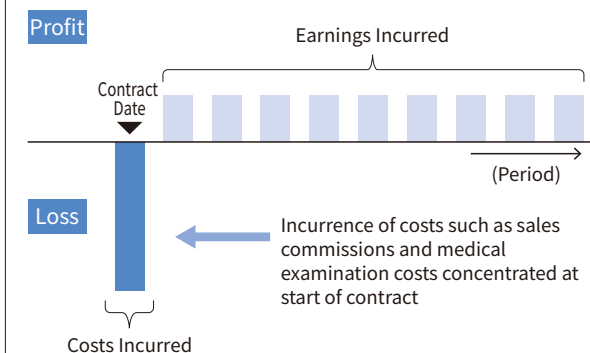 Profit
Earnings Incurred
Contract
Date
(Period)
Loss
Incurrence of costs such as sales
commissions and medical
examination costs concentrated at
start of contract
Costs Incurred